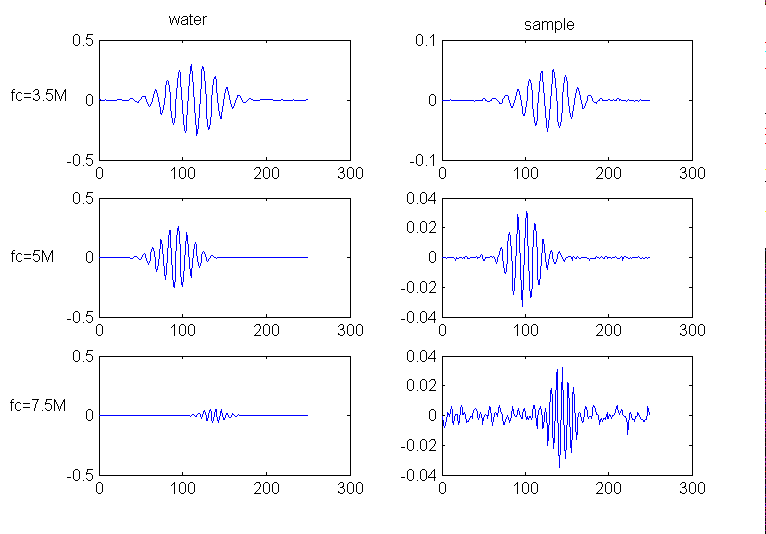 water sample
0.5 0.1
fc=3.5M 0 0
-0.5 -0.1
0 100 200 300 0 100 200 300
0.5 0.04
0.02
fc=5M 0 0
-0.02
-0.5 -0.04
0 100 200 300 0 100 200 300
0.5 0.04
0.02
fc=7.5M 0 0
-0.02
-0.5 -0.04
0 100 200 300 0 100 200 300